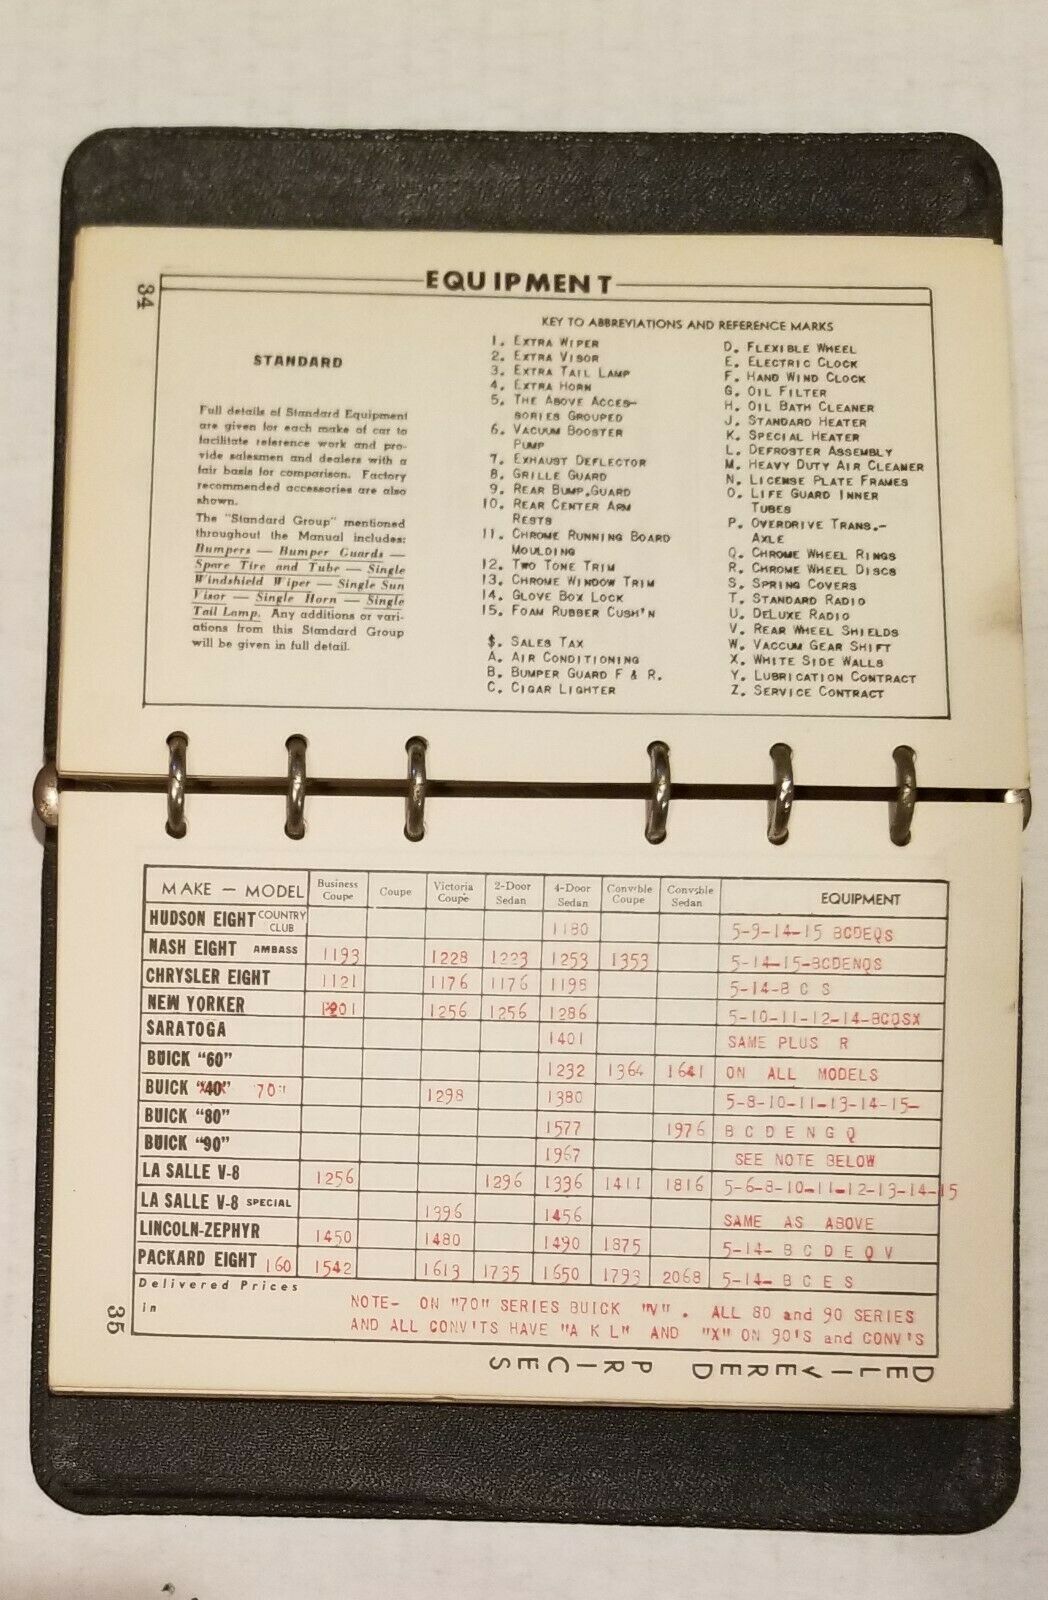 34
EQUIPMENT
STANDARD
Full details of Standard Equipment
are given for each make of car to
facilitate reference work and pro-
vide salesmen and dealers with a
fair basis for comparison. Factory
recommended accessories are also
shown.
The "Standard Group" mentioned
throughout the Manual includes:
Bumpers — Bumper Guards —
Spare Tire and Tube — Single
Windshield Wiper — Single Sun
Visor — Single Horn — Single
Tail Lamp. Any additions or vari-
ations from this Standard Group
will be given in full detail.
KEY TO ABBREVIATIONS AND REFERENCE MARKS
1. EXTRA WIPER
2. EXTRA VISOR
3. EXTRA TAIL LAMP
4. EXTRA HORN
5. THE ABOVE ACCES-
SORIES GROUPED
6. VACUUM BOOSTER
PUMP
7. EXHAUST DEFLECTOR
8. GRILLE GUARD
9. REAR BUMP.GUARD
10. REAR CENTER ARM
RESTS
11. CHROME RUNNING BOARD
MOULDING
12. TWO TONE TRIM
13. CHROME WINDOW TRIM
14. GLOVE BOX LOCK
15. FOAM RUBBER CUSH'N
$. SALES TAX
A. AIR CONDITIONING
B. BUMPER GUARD F & R.
C. CIGAR LIGHTER
D. FLEXIBLE WHEEL
E. ELECTRIC CLOCK
F. HAND WIND CLOCK
G. OIL FILTER
H. OIL BATH CLEANER
J. STANDARD HEATER
K. SPECIAL HEATER
L. DEFROSTER ASSEMBLY
M. HEAVY DUTY AIR CLEANER
N. LICENSE PLATE FRAMES
O. LIFE GUARD INNER
TUBES
P. OVERDRIVE TRANS.-
AXLE
Q. CHROME WHEEL RINGS
R. CHROME WHEEL DISCS
S. SPRING COVERS
T. STANDARD RADIO
U. DELUXE RADIO
V. REAR WHEEL SHIELDS
W. VACCUM GEAR SHIFT
X. WHITE SIDE WALLS
Y. LUBRICATION CONTRACT
Z. SERVICE CONTRACT
MAKE — MODEL Business Coupe Coupe Victoria Coupe 2-Door Sedan 4-Door Sedan Conv'ble Coupe Conv'ble Sedan EQUIPMENT
HUDSON EIGHT COUNTRY CLUB 1180 5-9-14-15 BCDEQS
NASH EIGHT AMBASS 1193 1228 1223 1253 1353 5-14-15-BCDENQS
CHRYSLER EIGHT 1121 1176 1176 1198 5-14-B C S
NEW YORKER 1201 1256 1256 1286 5-10-11-12-14-BCQSX
SARATOGA 1401 SAME PLUS R
BUICK "60" 1232 1364 1641 ON ALL MODELS
BUICK "40" 70" 1298 1380 5-8-10-11-13-14-15-
BUICK "80" 1577 1976 B C D E N G Q
BUICK "90" 1967 SEE NOTE BELOW
LA SALLE V-8 1256 1296 1336 1411 1816 5-6-8-10-11-12-13-14-15
LA SALLE V-8 SPECIAL 1396 1456 SAME AS ABOVE
LINCOLN-ZEPHYR 1450 1480 1490 1875 5-14- B C D E Q V
PACKARD EIGHT 160 1542 1613 1735 1650 1793 2068 5-14- B C E S
Delivered Prices
in
NOTE- ON "70" SERIES BUICK "V". ALL 80 and 90 SERIES
AND ALL CONV'TS HAVE "A K L" AND "X" ON 90'S and CONV'S
35
DELIVERED PRICES